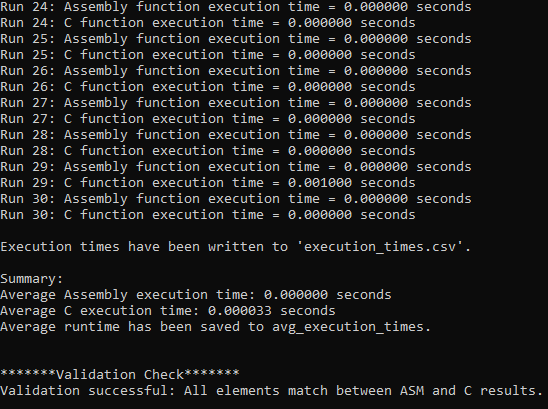 Run 24: Assembly function execution time = 0.000000 seconds
Run 24: C function execution time = 0.000000 seconds
Run 25: Assembly function execution time = 0.000000 seconds
Run 25: C function execution time = 0.000000 seconds
Run 26: Assembly function execution time = 0.000000 seconds
Run 26: C function execution time = 0.000000 seconds
Run 27: Assembly function execution time = 0.000000 seconds
Run 27: C function execution time = 0.000000 seconds
Run 28: Assembly function execution time = 0.000000 seconds
Run 28: C function execution time = 0.000000 seconds
Run 29: Assembly function execution time = 0.000000 seconds
Run 29: C function execution time = 0.001000 seconds
Run 30: Assembly function execution time = 0.000000 seconds
Run 30: C function execution time = 0.000000 seconds
Execution times have been written to 'execution_times.csv'.
Summary:
Average Assembly execution time: 0.000000 seconds
Average C execution time: 0.000033 seconds
Average runtime has been saved to avg_execution_times.
*******Validation Check*******
Validation successful: All elements match between ASM and C results.